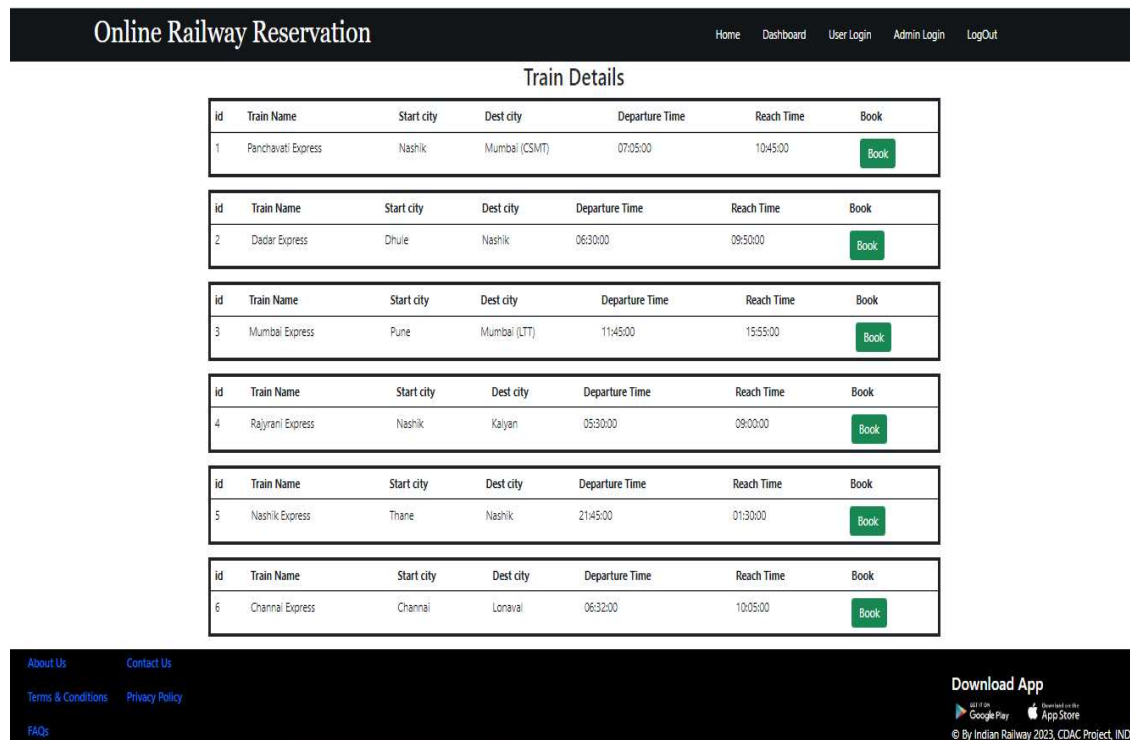 Online Railway Reservation Home Dashboard User Login Admin Login LogOut
Train Details
id Train Name Start city Dest city Departure Time Reach Time Book
1 Panchavati Express Nashik Mumbai (CSMT) 07:05:00 10:45:00 Book
id Train Name Start city Dest city Departure Time Reach Time Book
2 Dadar Express Dhule Nashik 06:30:00 09:50:00 Book
id Train Name Start city Dest city Departure Time Reach Time Book
3 Mumbai Express Pune Mumbai (LTT) 11:45:00 15:55:00 Book
id Train Name Start city Dest city Departure Time Reach Time Book
4 Rajyrani Express Nashik Kalyan 05:30:00 09:00:00 Book
id Train Name Start city Dest city Departure Time Reach Time Book
5 Nashik Express Thane Nashik 21:45:00 01:30:00 Book
id Train Name Start city Dest city Departure Time Reach Time Book
6 Channai Express Channai Lonaval 06:32:00 10:05:00 Book
About Us Contact Us
Terms & Conditions Privacy Policy
FAQs
Download App
GET IT ON Google Play Download on the App Store
© By Indian Railway 2023, CDAC Project, IND